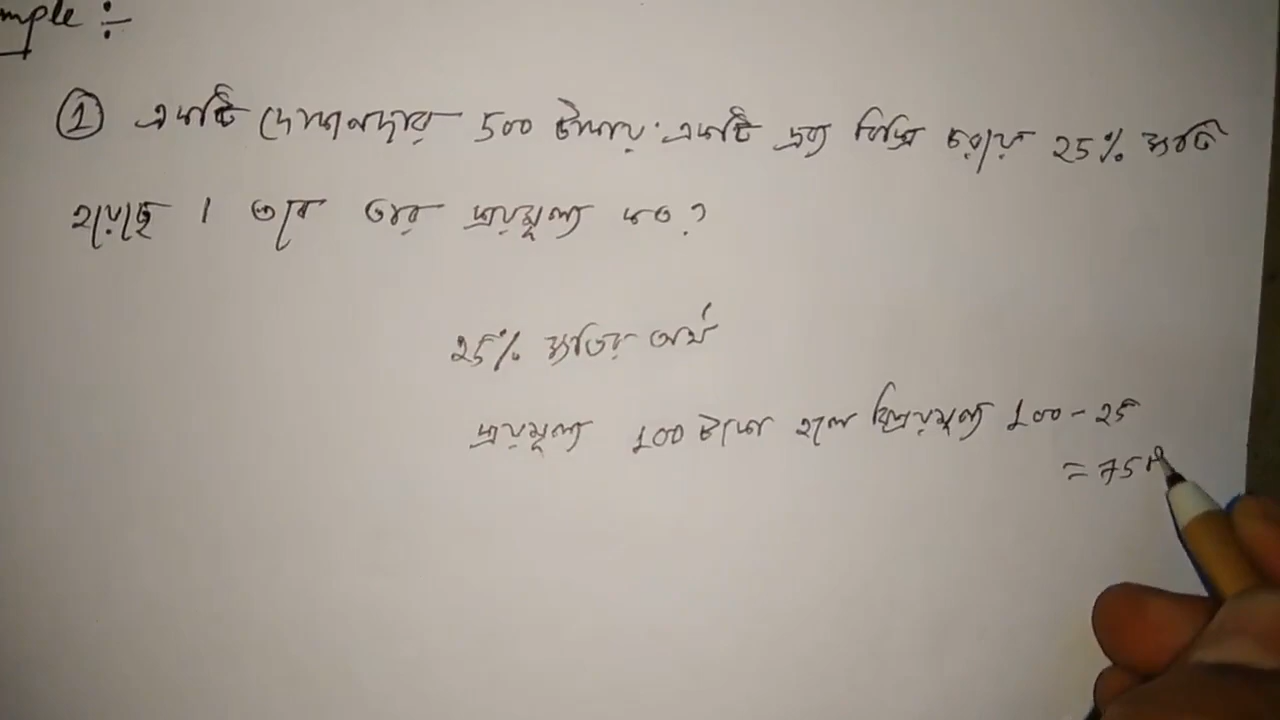 mple :-
① একটি দোকানদার 500 টাকায় একটি দ্রব্য বিক্রি করায় 25% ক্ষতি
হয়েছে । তবে তার ক্রয়মূল্য কত ?
25% ক্ষতির অর্থ
ক্রয়মূল্য 100 টাকা হলে বিক্রয়মূল্য 100 - 25
= 75